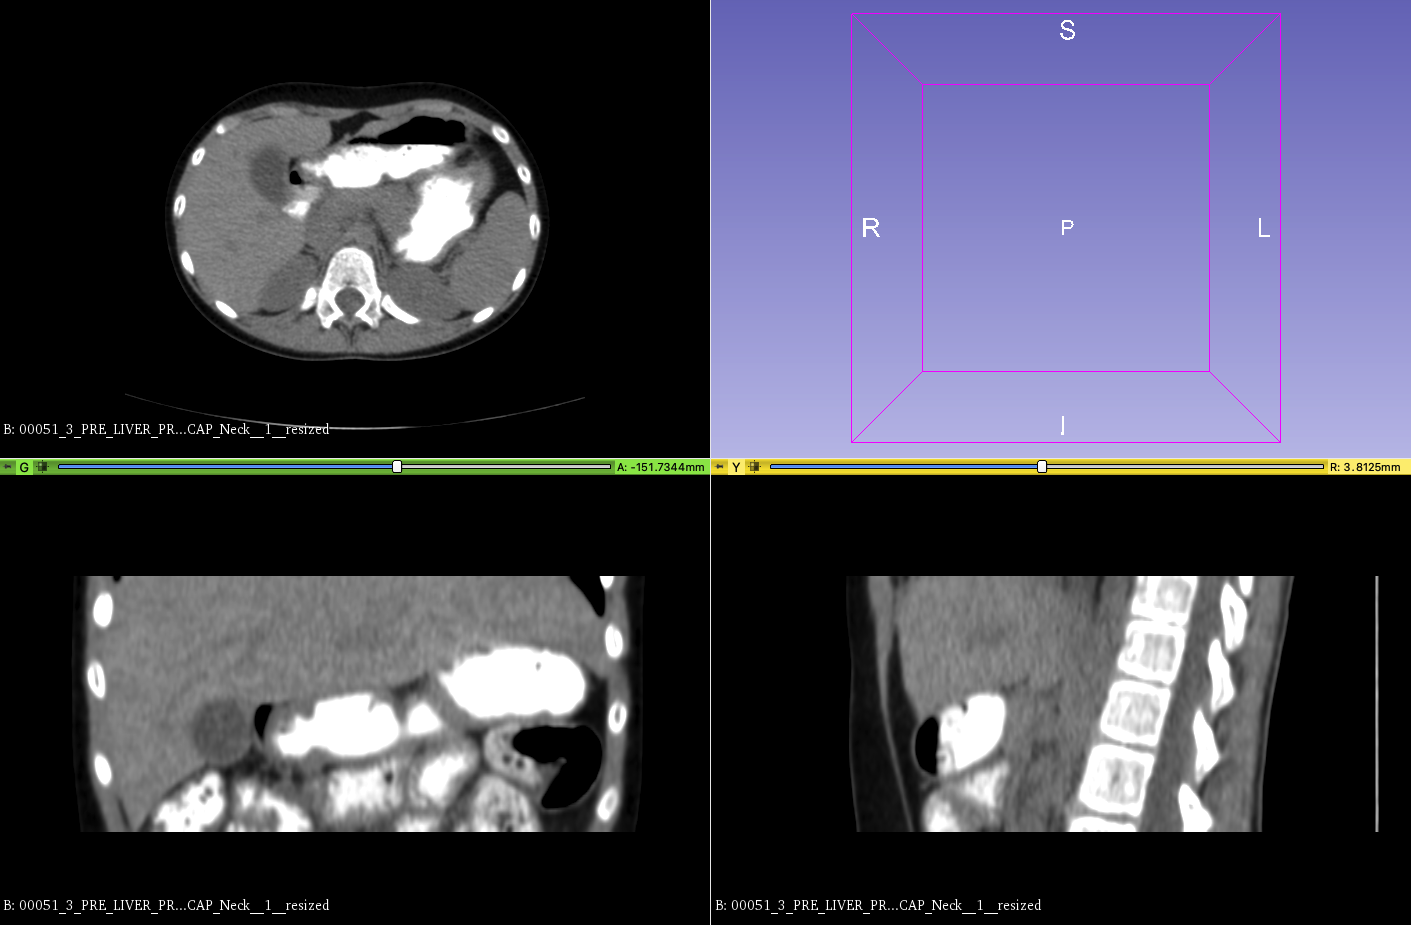 S
R
P
L
I
B: 00051_3_PRE_LIVER_PR...CAP_Neck__1__resized
G
A: -151.7344mm
Y
R: 3.8125mm
B: 00051_3_PRE_LIVER_PR...CAP_Neck__1__resized
B: 00051_3_PRE_LIVER_PR...CAP_Neck__1__resized